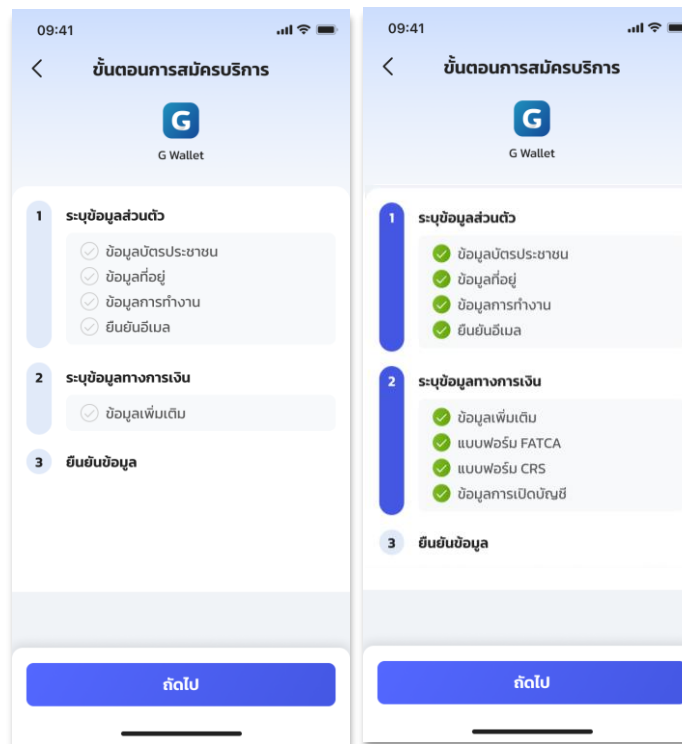 09:41
ขั้นตอนการสมัครบริการ
G
G Wallet
1 ระบุข้อมูลส่วนตัว
ข้อมูลบัตรประชาชน
ข้อมูลที่อยู่
ข้อมูลการทำงาน
ยืนยันอีเมล
2 ระบุข้อมูลทางการเงิน
ข้อมูลเพิ่มเติม
3 ยืนยันข้อมูล
ถัดไป
09:41
ขั้นตอนการสมัครบริการ
G
G Wallet
1 ระบุข้อมูลส่วนตัว
ข้อมูลบัตรประชาชน
ข้อมูลที่อยู่
ข้อมูลการทำงาน
ยืนยันอีเมล
2 ระบุข้อมูลทางการเงิน
ข้อมูลเพิ่มเติม
แบบฟอร์ม FATCA
แบบฟอร์ม CRS
ข้อมูลการเปิดบัญชี
3 ยืนยันข้อมูล
ถัดไป